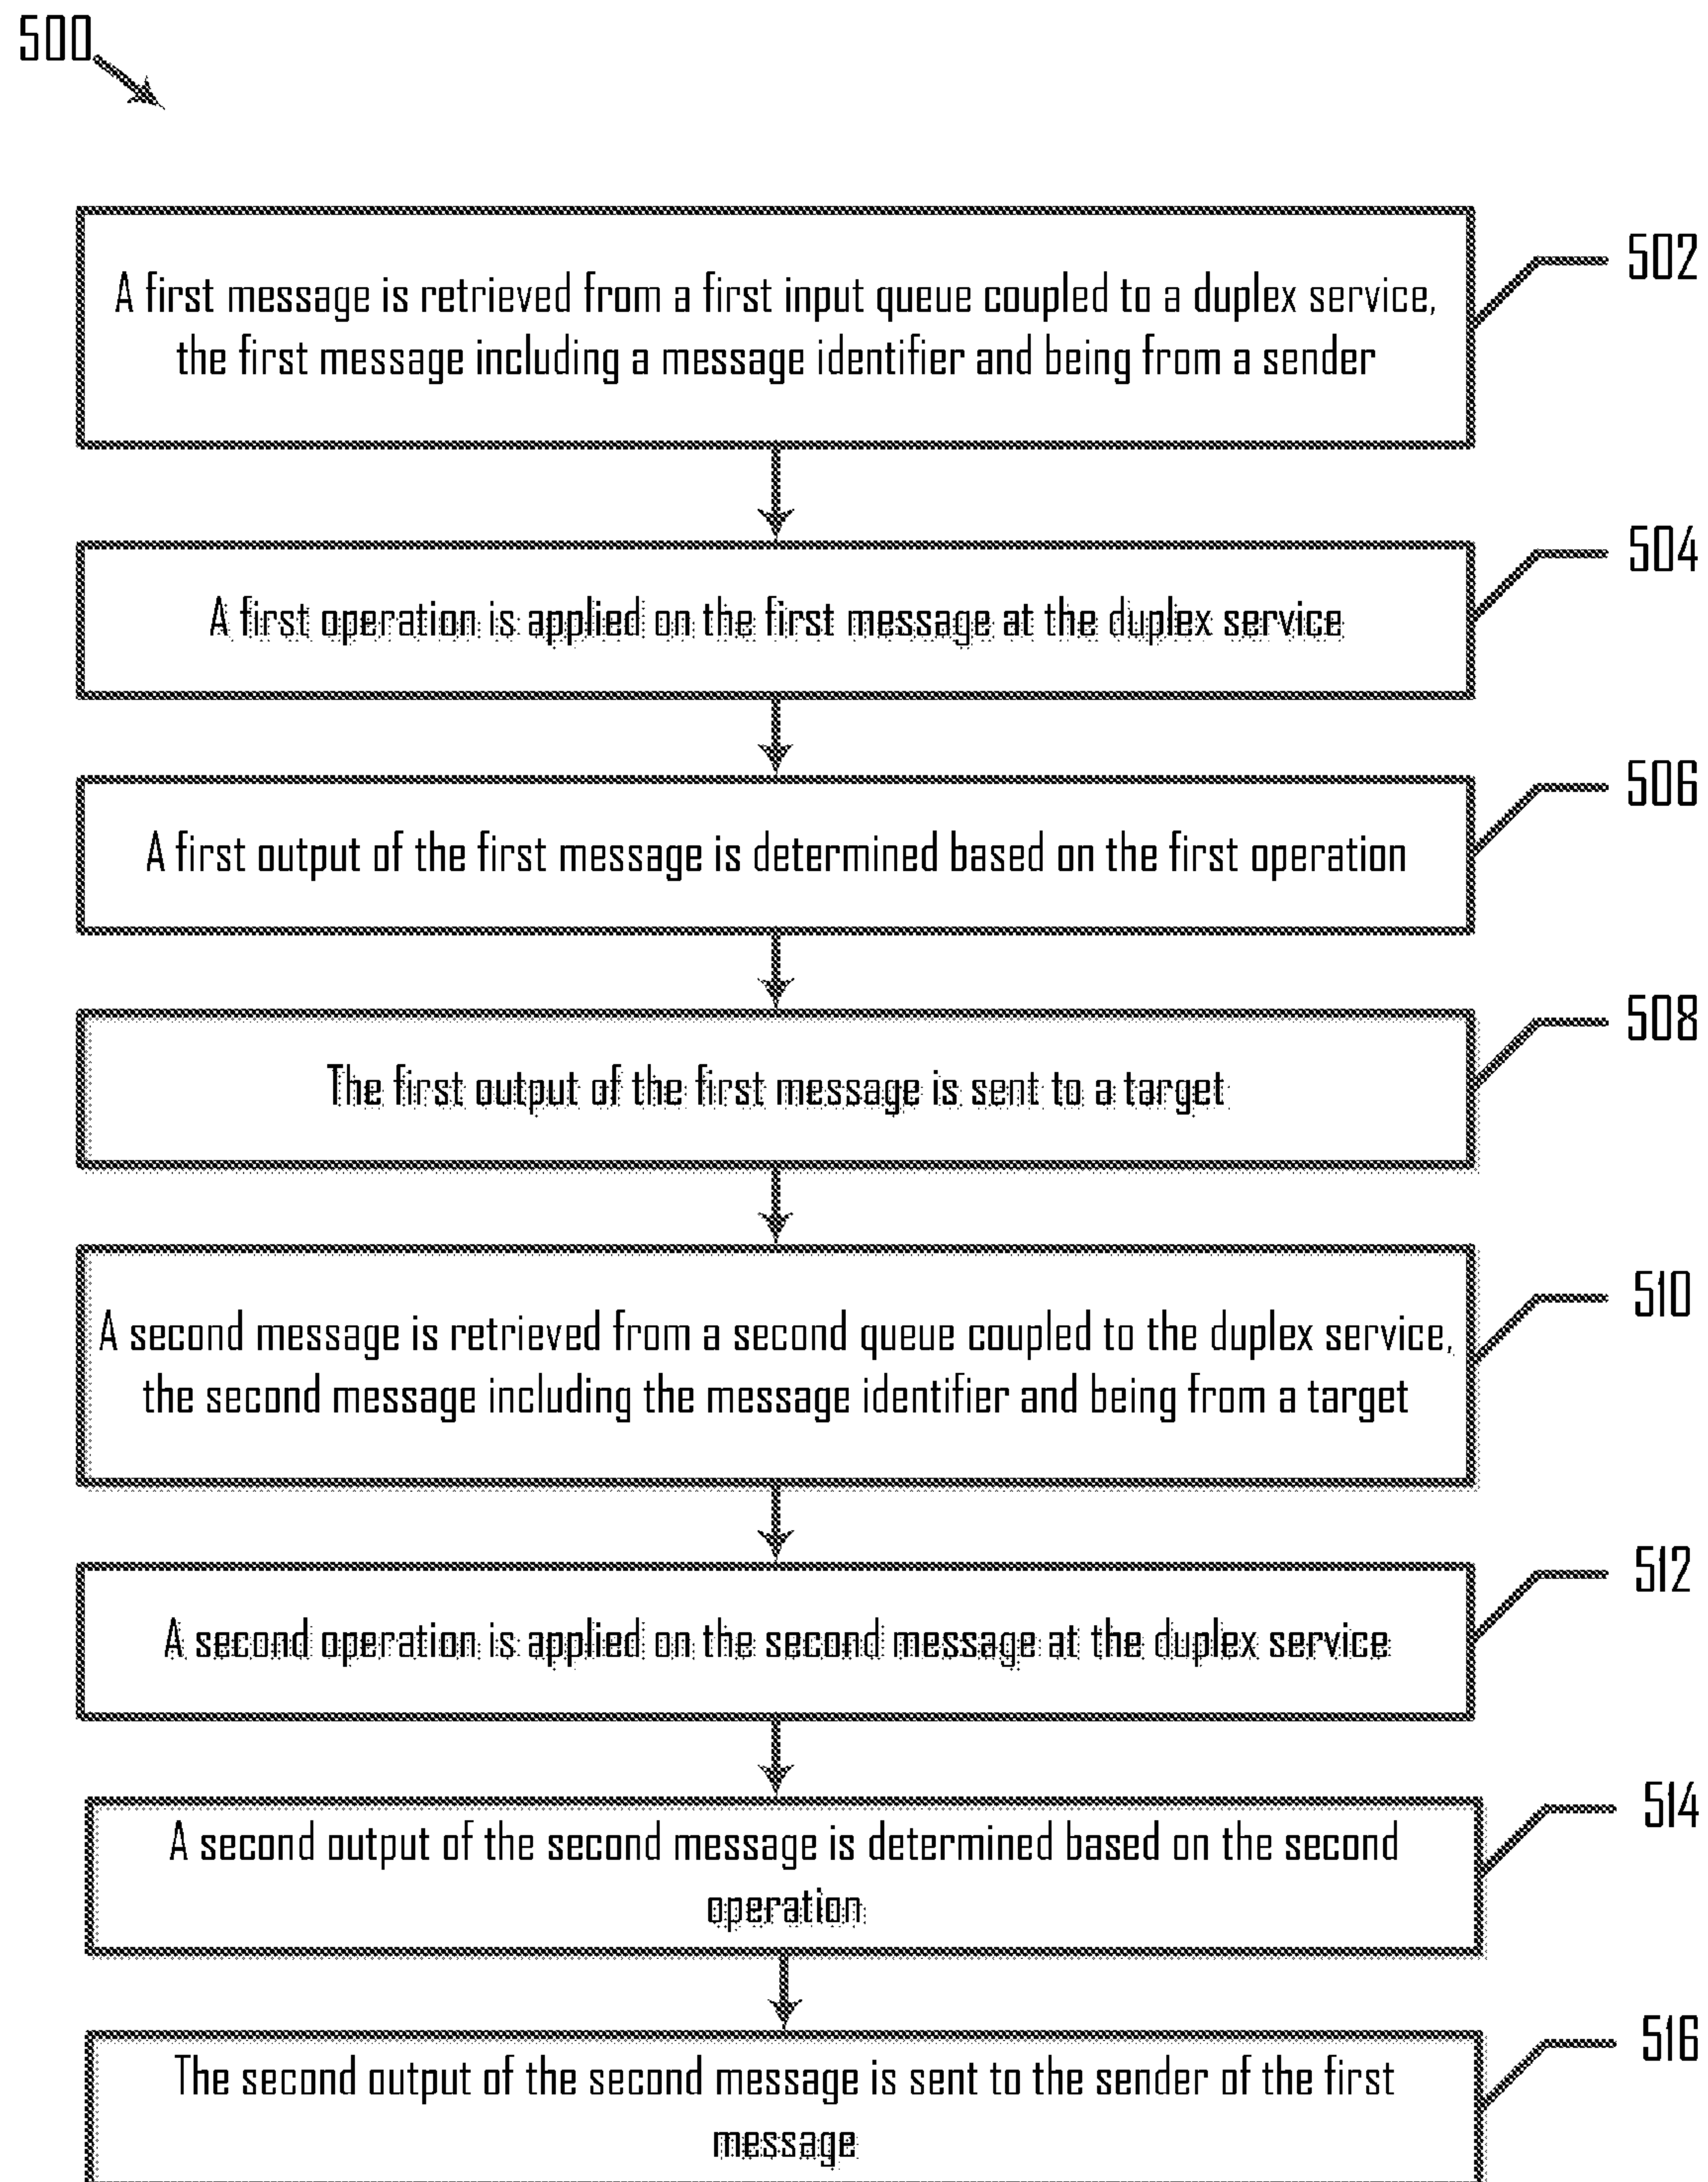 500
A first message is retrieved from a first input queue coupled to a duplex service,
the first message including a message identifier and being from a sender
502
A first operation is applied on the first message at the duplex service
504
A first output of the first message is determined based on the first operation
506
The first output of the first message is sent to a target
508
A second message is retrieved from a second queue coupled to the duplex service,
the second message including the message identifier and being from a target
510
A second operation is applied on the second message at the duplex service
512
A second output of the second message is determined based on the second
operation
514
The second output of the second message is sent to the sender of the first
message
516